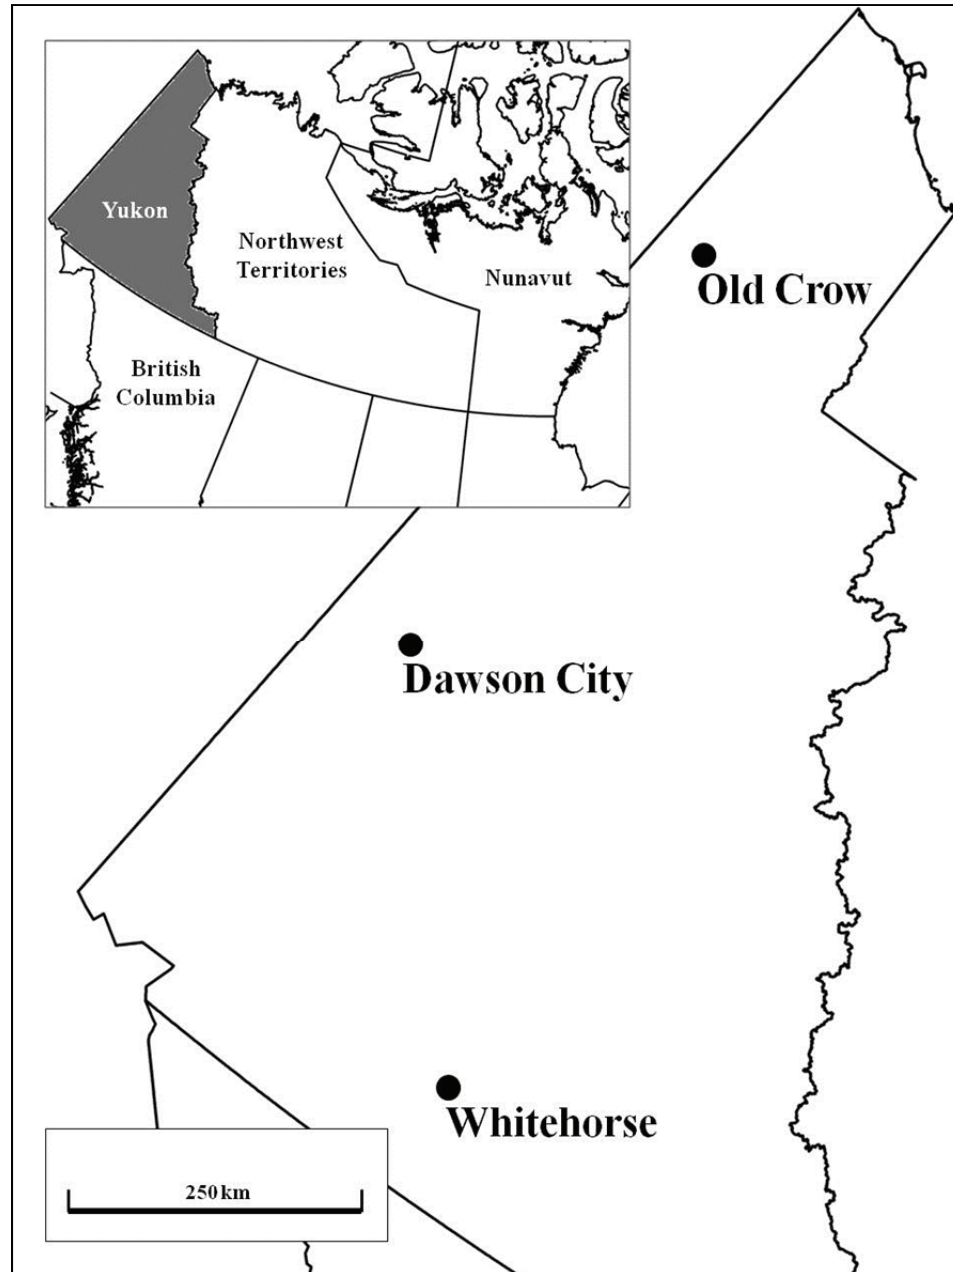 Yukon
Northwest
Territories
Nunavut
British
Columbia
Old Crow
Dawson City
Whitehorse
250 km